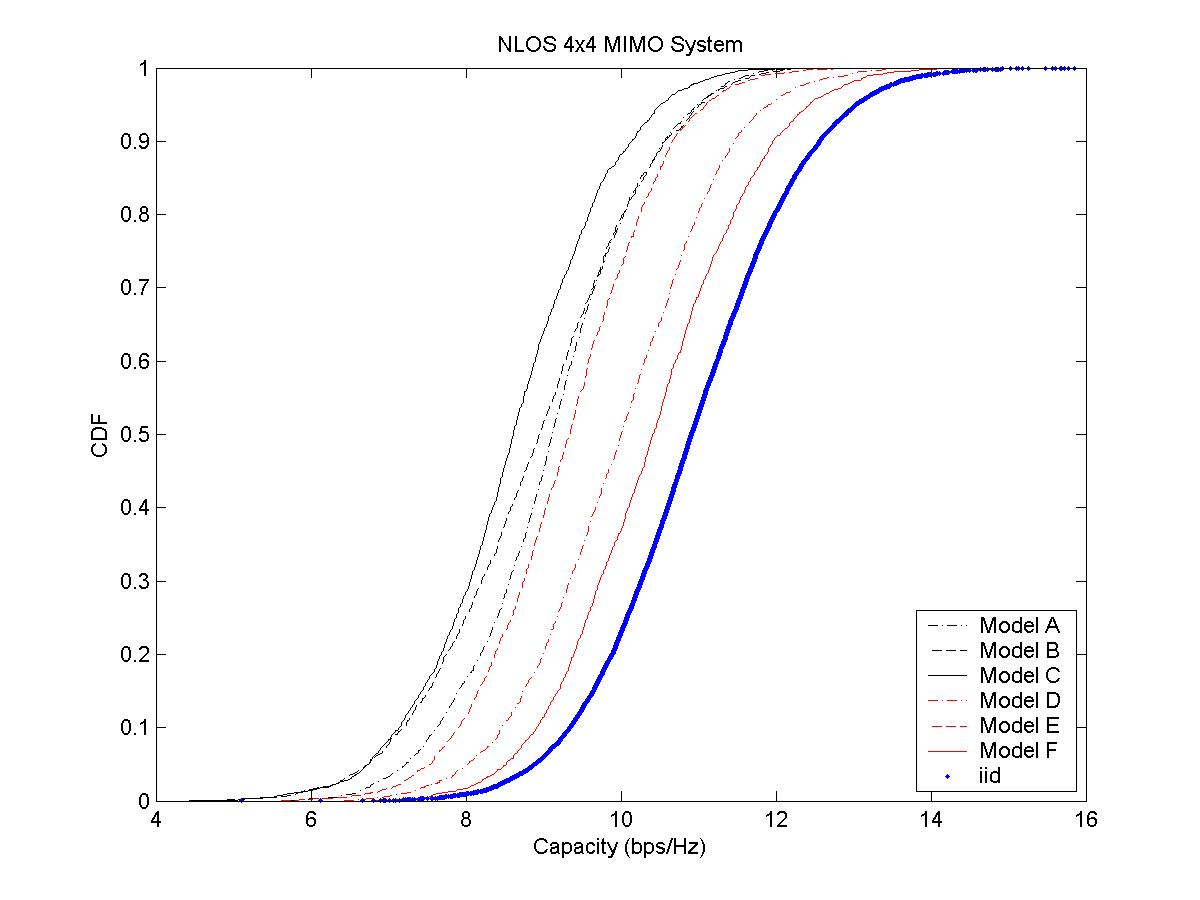 NLOS 4x4 MIMO System
1
0.9
0.8
0.7
0.6
0.5
0.4
0.3
0.2
0.1
0
CDF
4 6 8 10 12 14 16
Capacity (bps/Hz)
Model A
Model B
Model C
Model D
Model E
Model F
iid